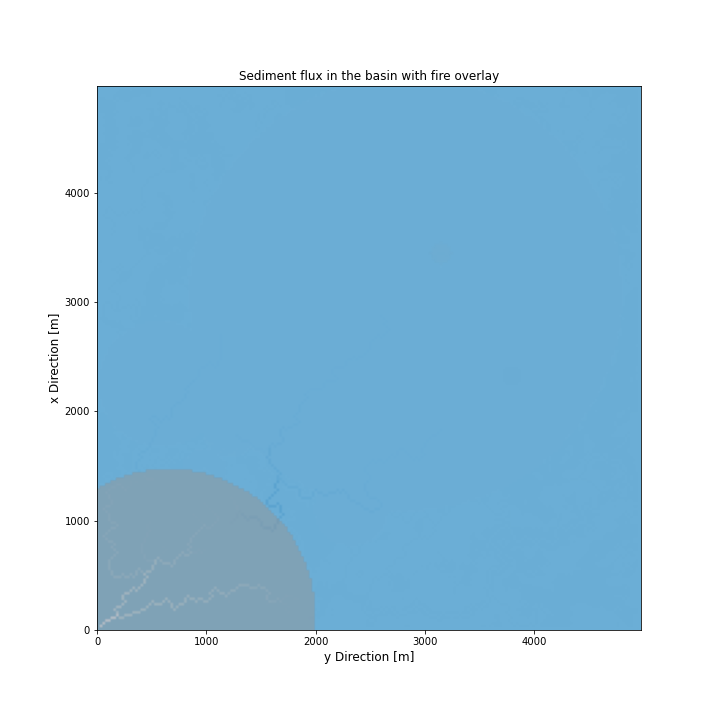 Sediment flux in the basin with fire overlay
4000
3000
2000
1000
0
x Direction [m]
0 1000 2000 3000 4000
y Direction [m]